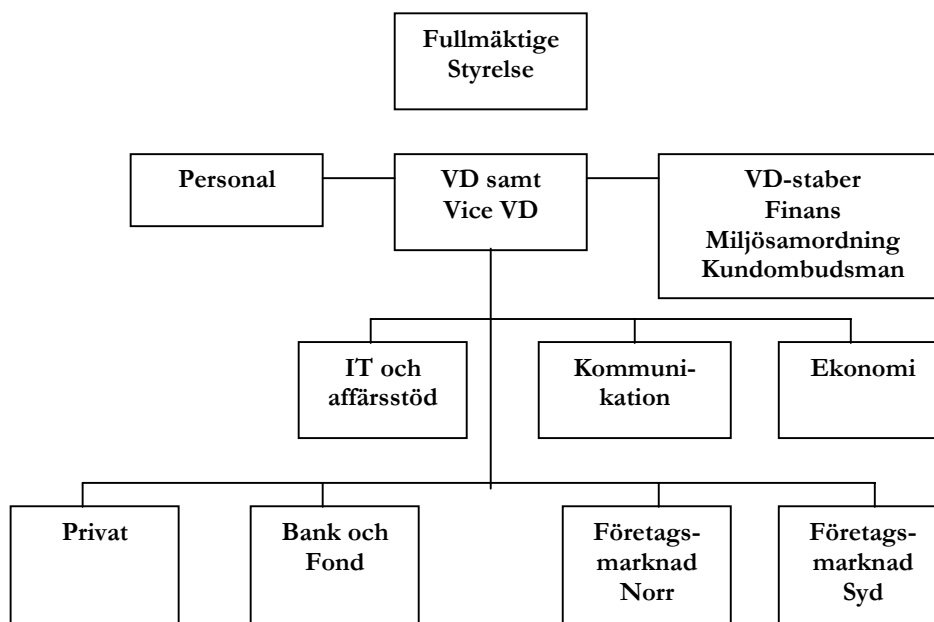 Fullmäktige
Styrelse
Personal
VD samt
Vice VD
VD-staber
Finans
Miljösamordning
Kundombudsman
IT och
affärsstöd
Kommuni-
kation
Ekonomi
Privat
Bank och
Fond
Företags-
marknad
Norr
Företags-
marknad
Syd